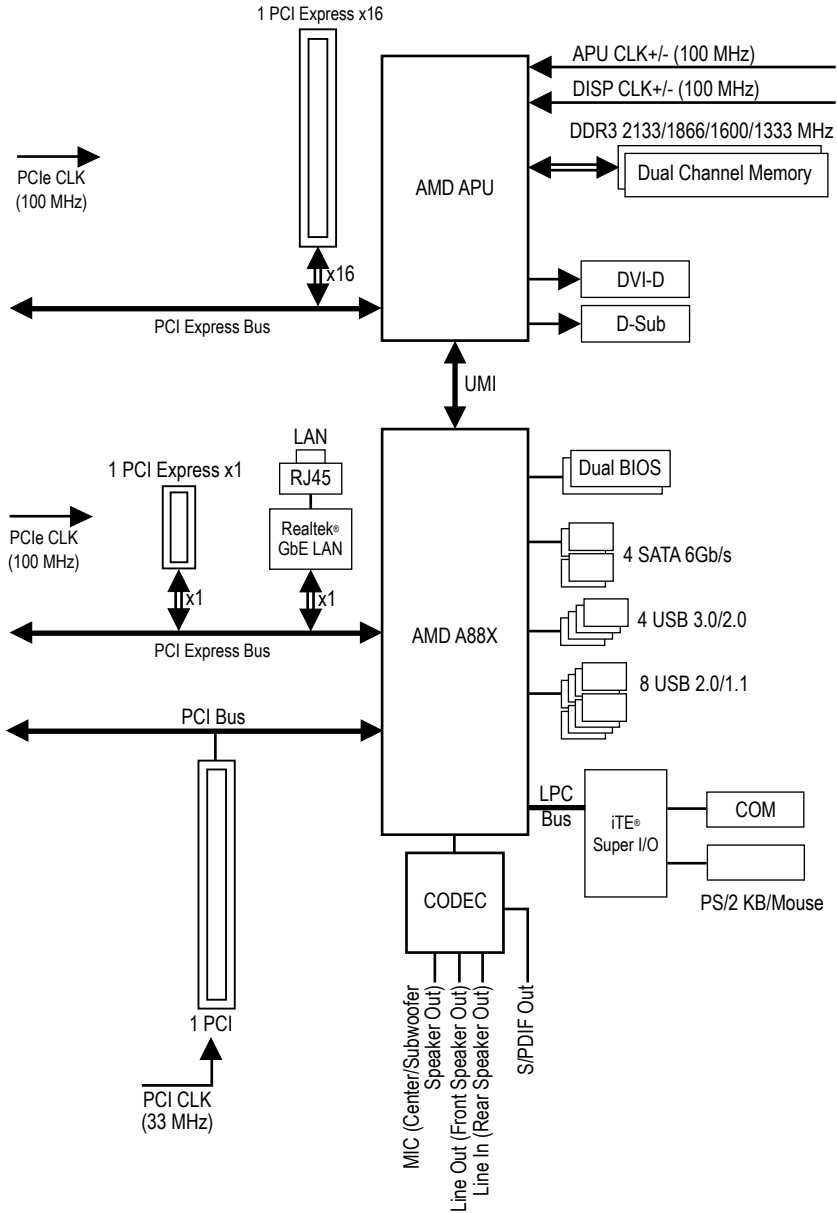 1 PCI Express x16
APU CLK+/- (100 MHz)
DISP CLK+/- (100 MHz)
DDR3 2133/1866/1600/1333 MHz
Dual Channel Memory
AMD APU
PCIe CLK
(100 MHz)
x16
DVI-D
D-Sub
PCI Express Bus
UMI
LAN
RJ45
1 PCI Express x1
Dual BIOS
Realtek®
GbE LAN
PCIe CLK
(100 MHz)
4 SATA 6Gb/s
x1
x1
4 USB 3.0/2.0
AMD A88X
PCI Express Bus
8 USB 2.0/1.1
PCI Bus
LPC
Bus
iTE®
Super I/O
COM
PS/2 KB/Mouse
CODEC
1 PCI
PCI CLK
(33 MHz)
MIC (Center/Subwoofer
Speaker Out)
Line Out (Front Speaker Out)
Line In (Rear Speaker Out)
S/PDIF Out